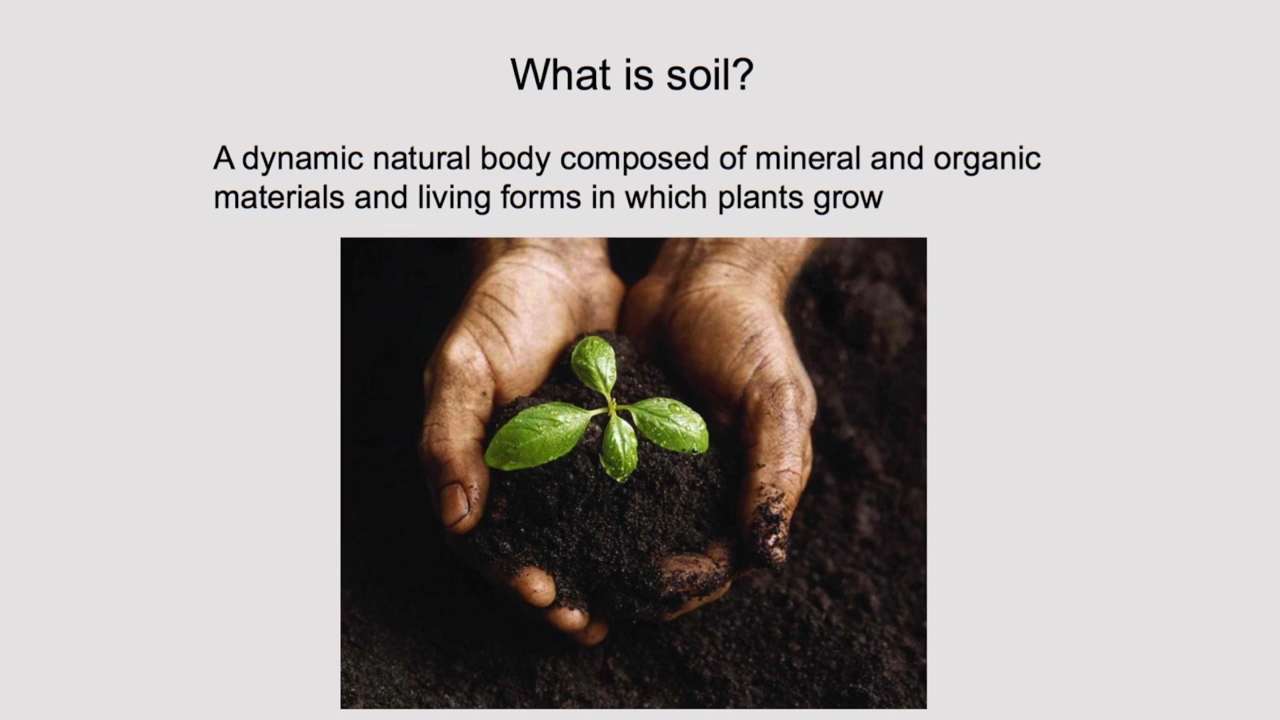 What is soil?
A dynamic natural body composed of mineral and organic
materials and living forms in which plants grow